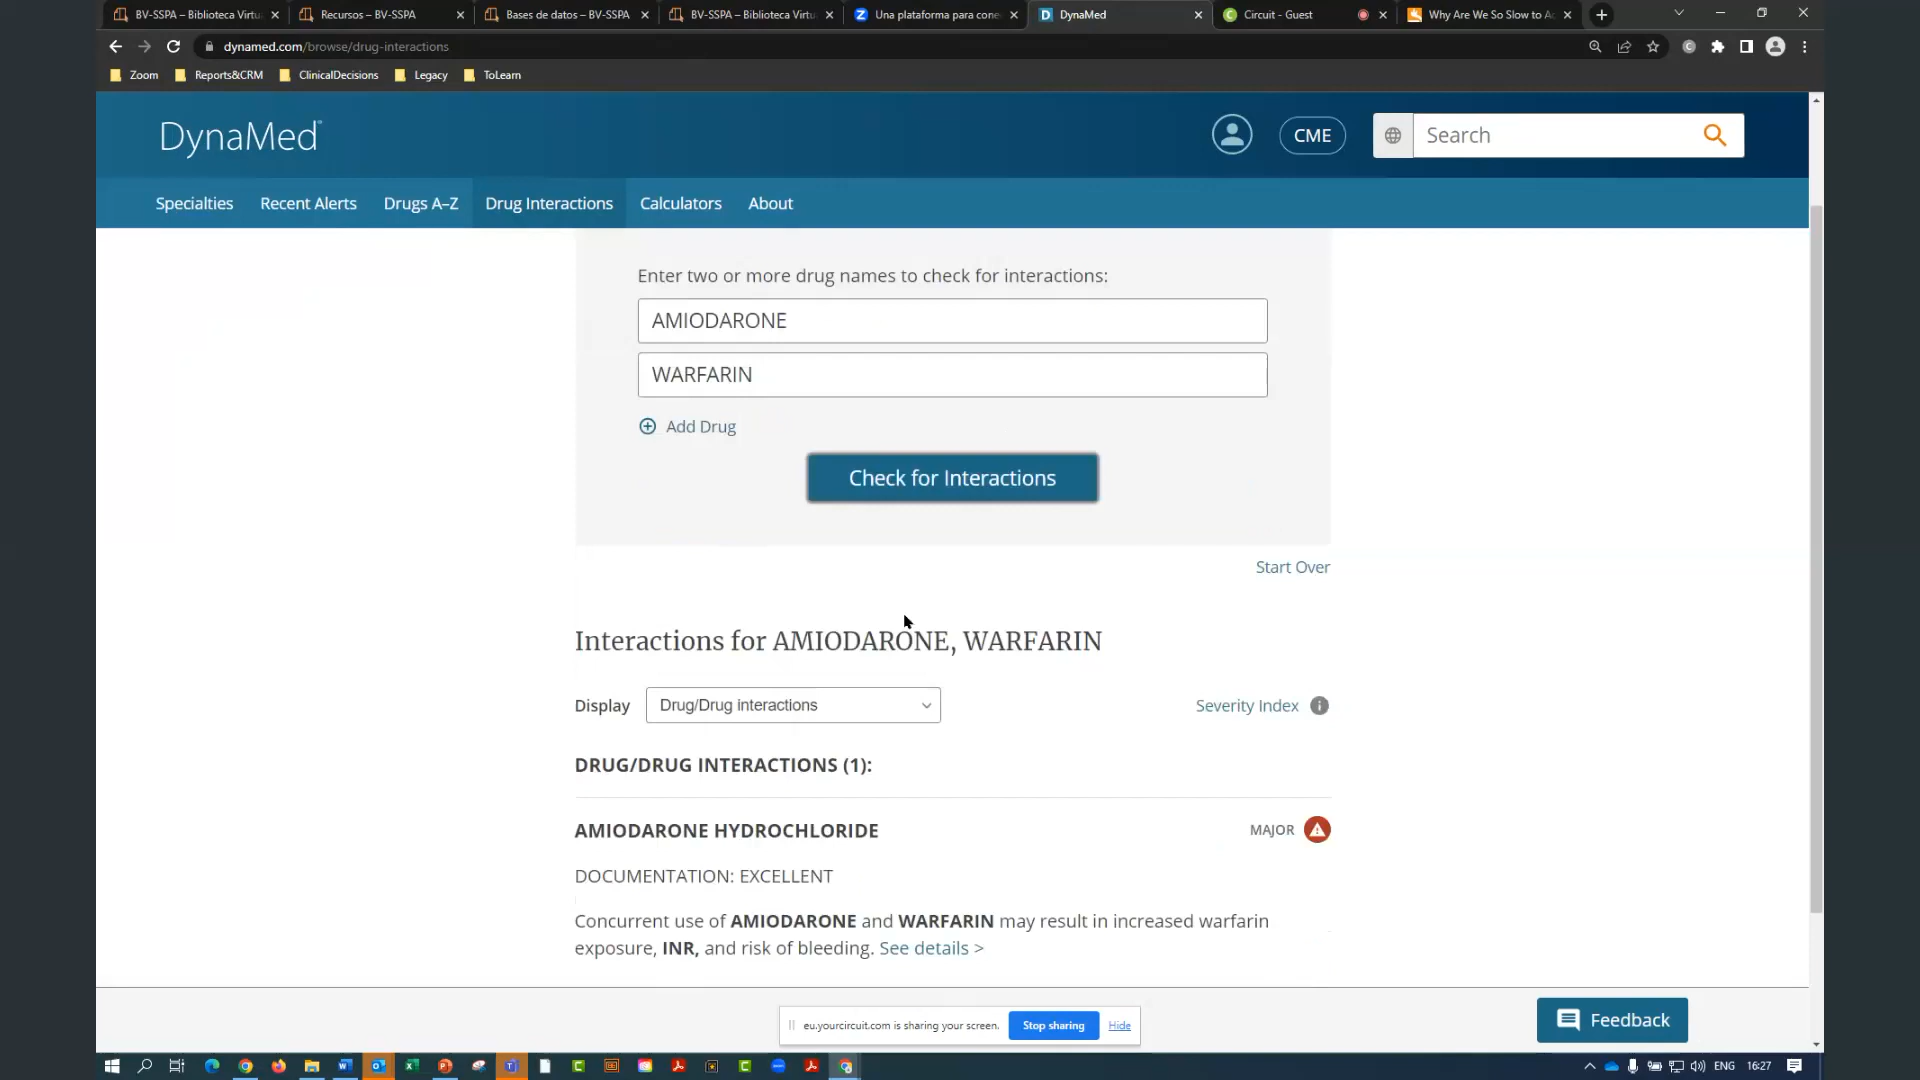 BV-SSPA – Biblioteca Virtu
Recursos – BV-SSPA
Bases de datos – BV-SSPA
BV-SSPA – Biblioteca Virtu
Una plataforma para cone
DynaMed
Circuit - Guest
Why Are We So Slow to A
dynamed.com/browse/drug-interactions
Zoom
Reports&CRM
ClinicalDecisions
Legacy
ToLearn
DynaMed
CME
Search
Specialties
Recent Alerts
Drugs A–Z
Drug Interactions
Calculators
About
Enter two or more drug names to check for interactions:
AMIODARONE
WARFARIN
Add Drug
Check for Interactions
Start Over
Interactions for AMIODARONE, WARFARIN
Display
Drug/Drug interactions
Severity Index
DRUG/DRUG INTERACTIONS (1):
AMIODARONE HYDROCHLORIDE
MAJOR
DOCUMENTATION: EXCELLENT
Concurrent use of AMIODARONE and WARFARIN may result in increased warfarin
exposure, INR, and risk of bleeding. See details >
eu.yourcircuit.com is sharing your screen.
Stop sharing
Hide
Feedback
ENG
16:27